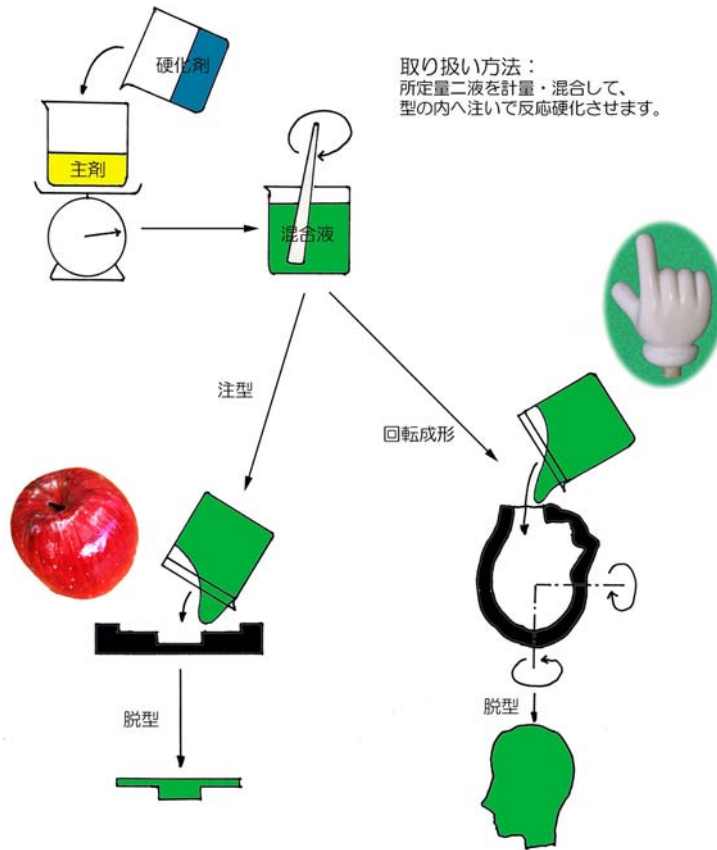 硬化剤
取り扱い方法：
所定量二液を計量・混合して、
型の内へ注いで反応硬化させます。
主剤
混合液
注型
回転成形
脱型
脱型